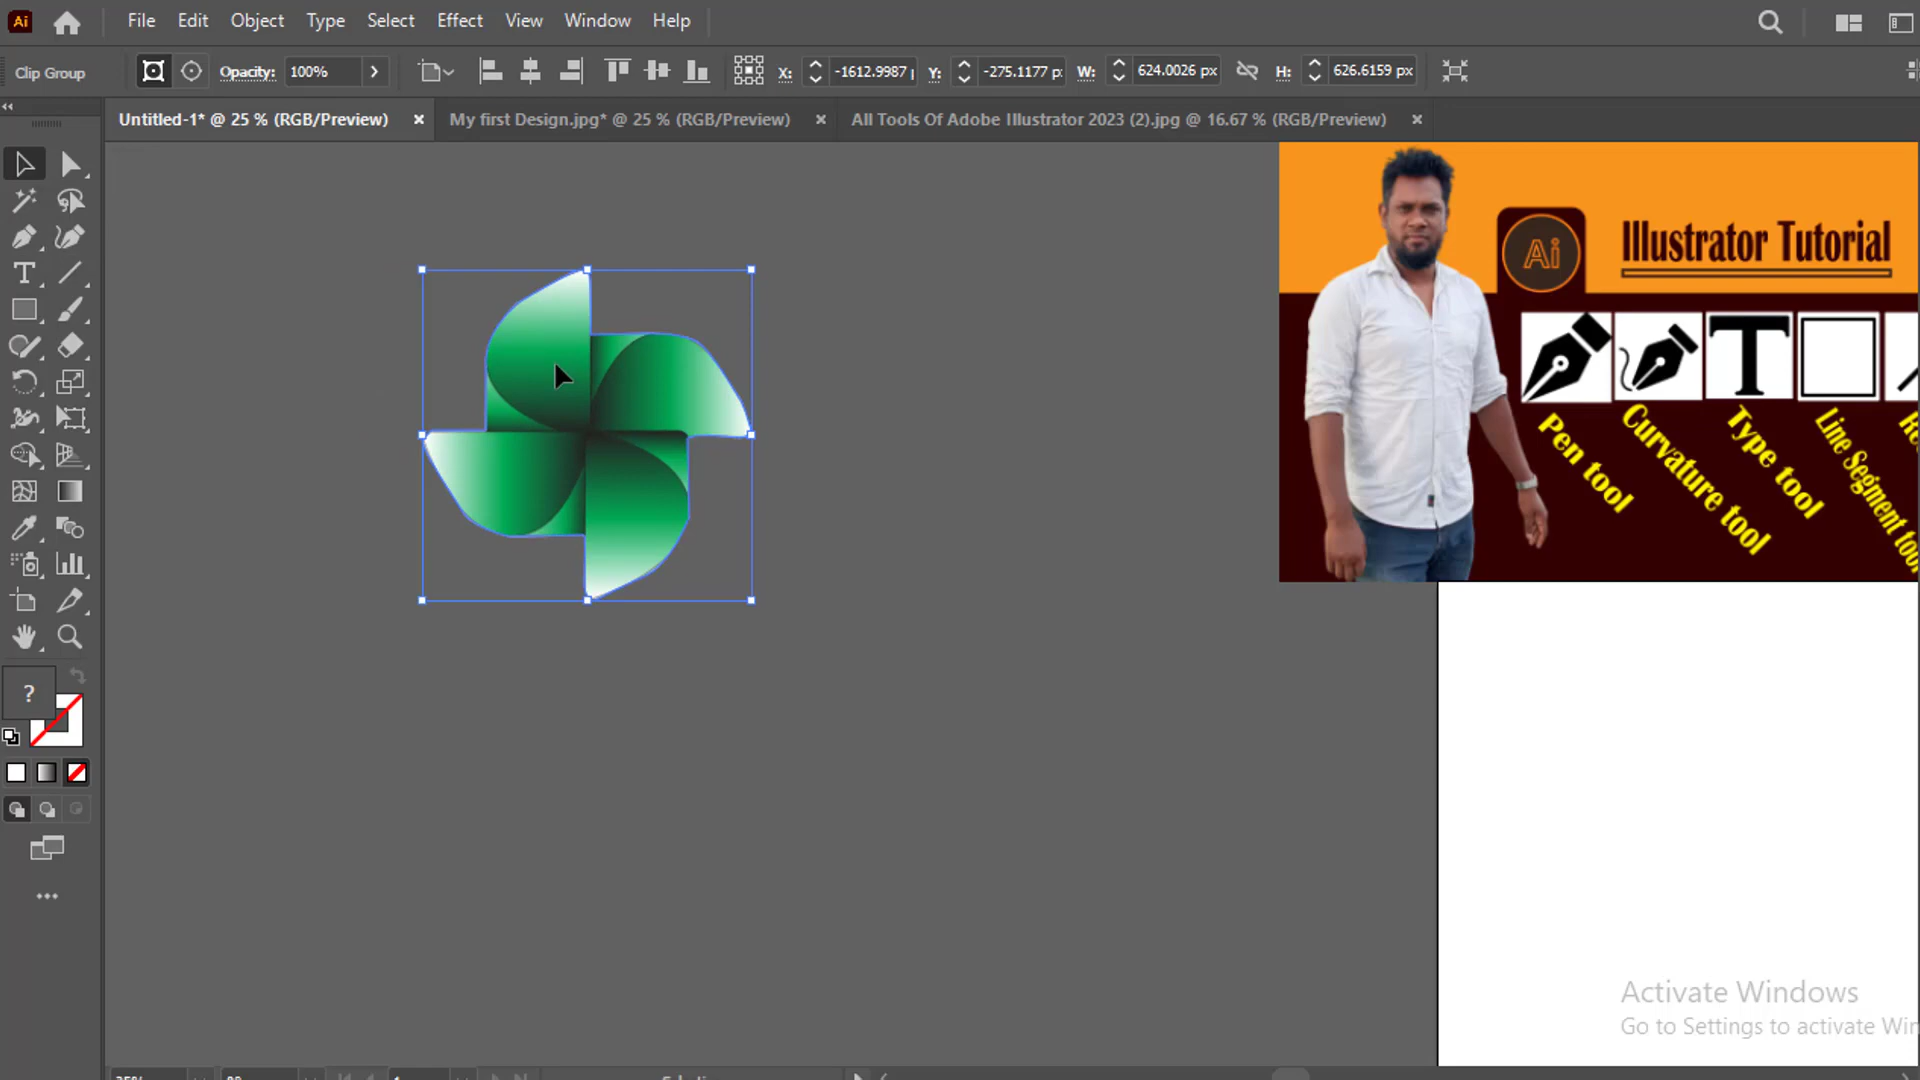 Ai File Edit Object Type Select Effect View Window Help
Clip Group Opacity: 100% X: -1612.9987 Y: -275.1177 p W: 624.0026 px H: 626.6159 px
Untitled-1* @ 25 % (RGB/Preview) × My first Design.jpg* @ 25 % (RGB/Preview) × All Tools Of Adobe Illustrator 2023 (2).jpg @ 16.67 % (RGB/Preview) ×
Ai Illustrator Tutorial
T
Pen tool
Curvature tool
Type tool
Line Segment tool
?
Activate Windows
Go to Settings to activate Win